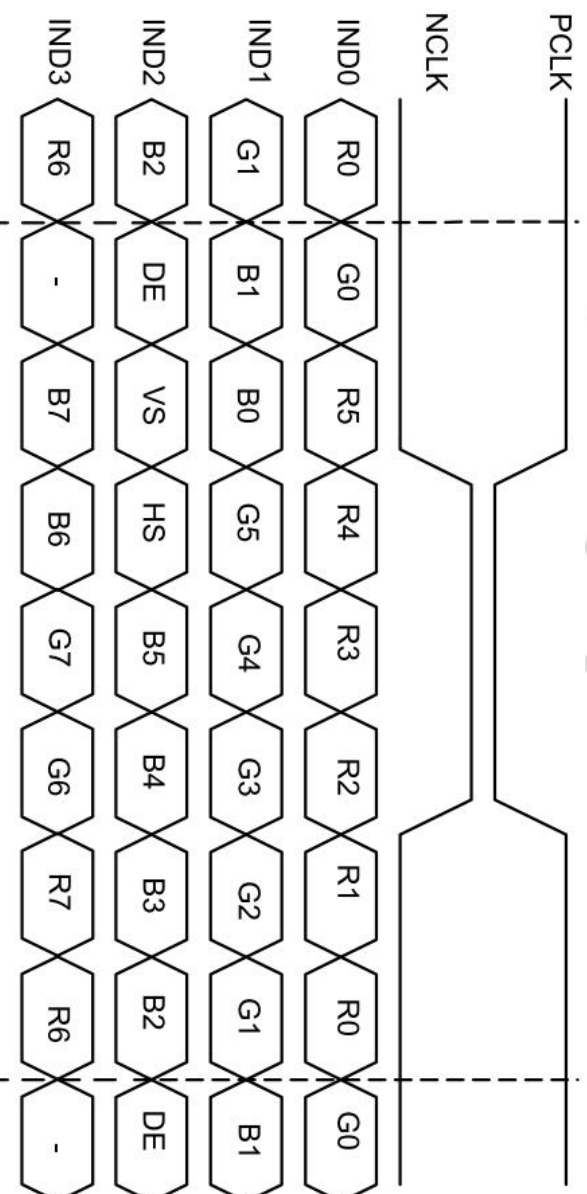 PCLK
NCLK
IND0 R0 G0 R5 R4 R3 R2 R1 R0 G0
IND1 G1 B1 B0 G5 G4 G3 G2 G1 B1
IND2 B2 DE VS HS B5 B4 B3 B2 DE
IND3 R6 - B7 B6 G7 G6 R7 R6 -